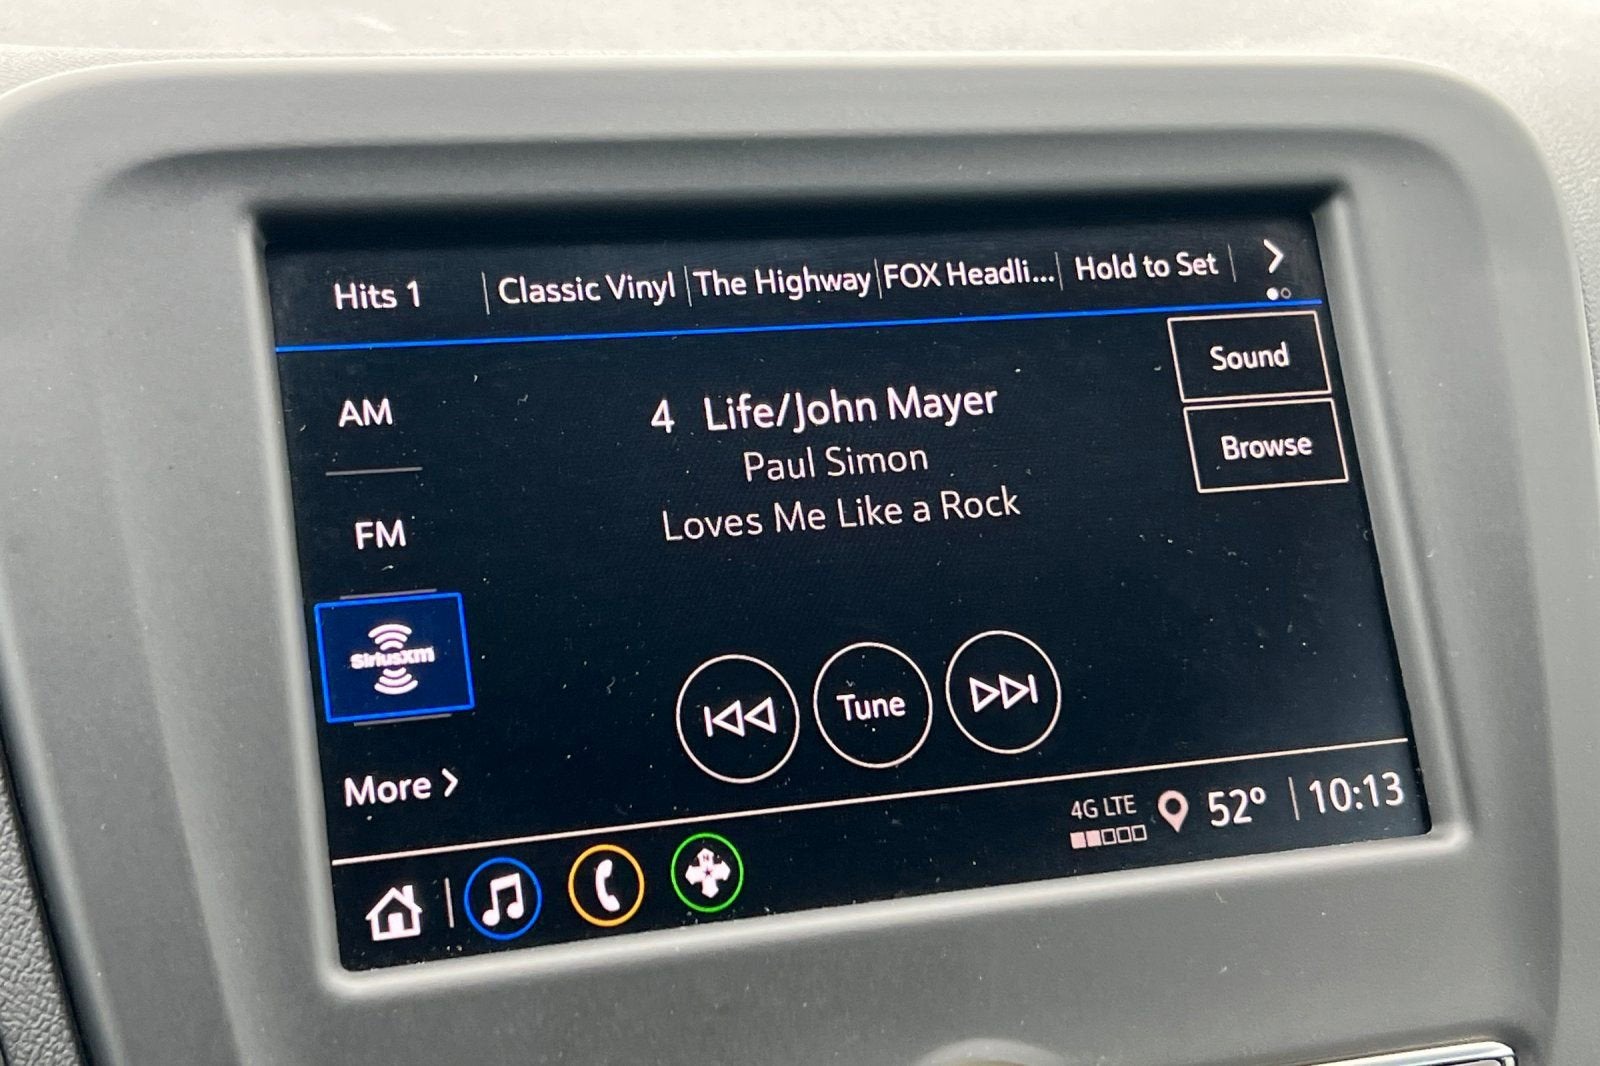 Hits 1 Classic Vinyl The Highway FOX Headli... Hold to Set
Sound
AM
4 Life/John Mayer
Browse
Paul Simon
Loves Me Like a Rock
FM
SiriusXM
Tune
More
4G LTE 52° 10:13
N